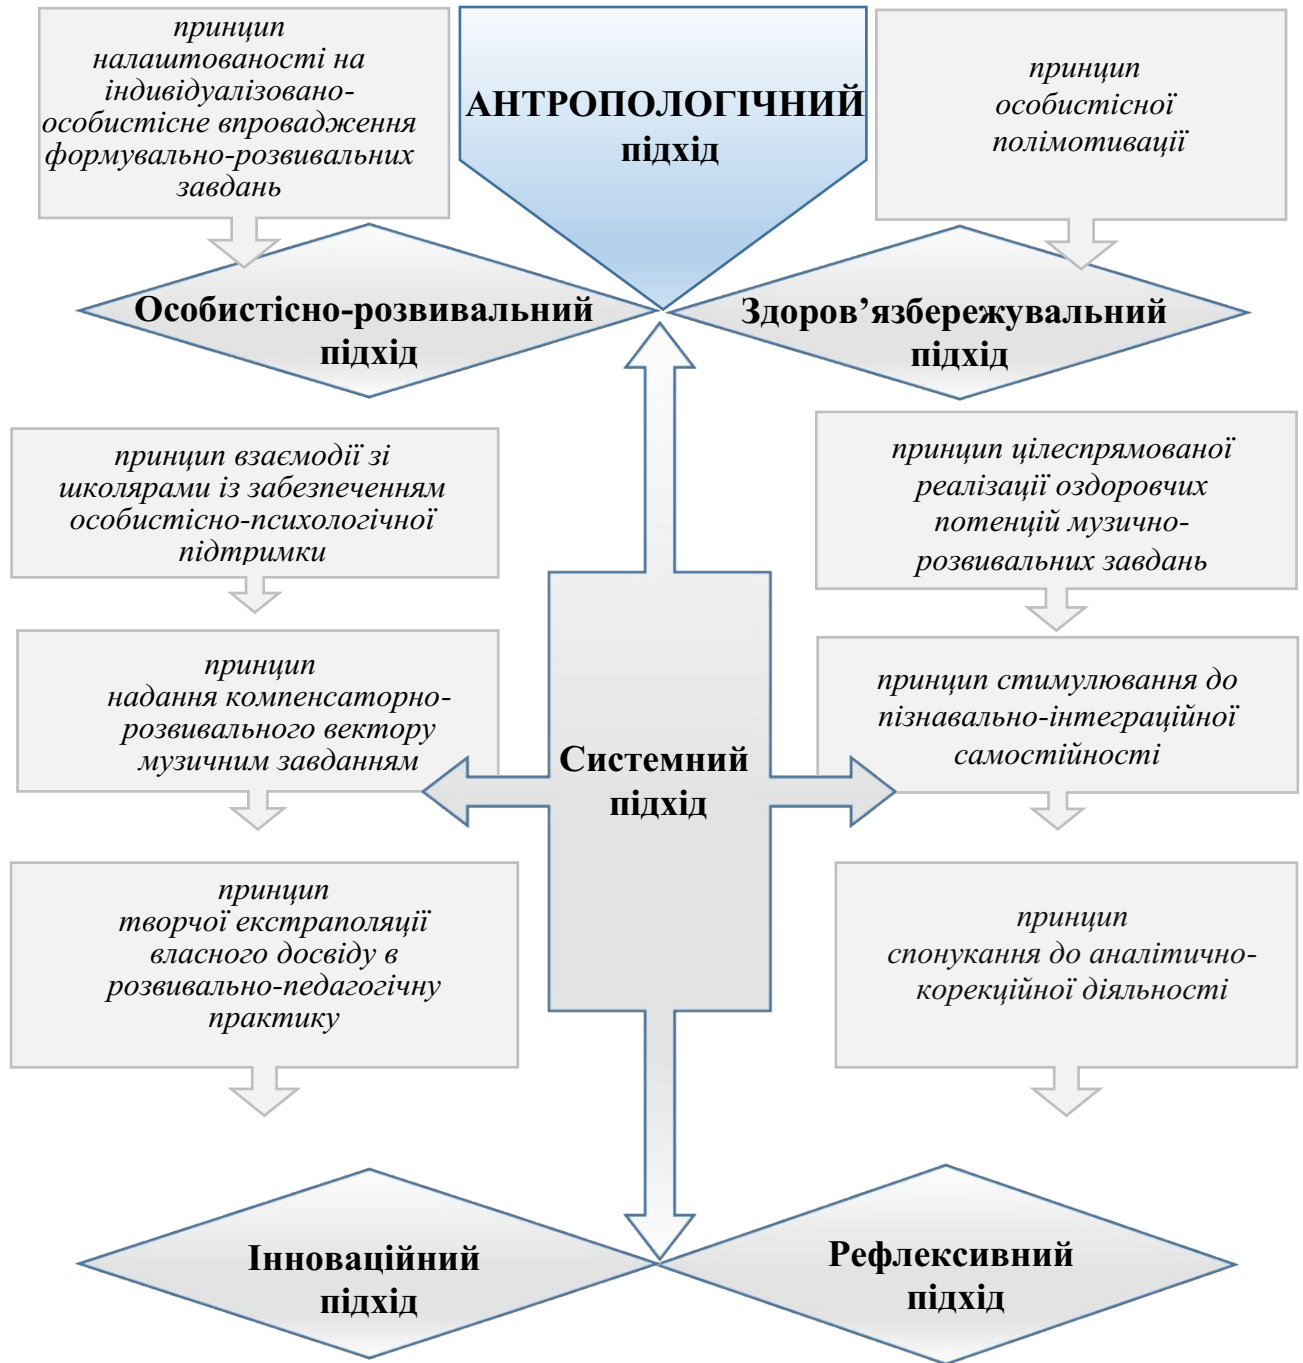 принцип
налаштованості на
індивідуалізовано-
особистісне впровадження
формувально-розвивальних
завдань
АНТРОПОЛОГІЧНИЙ
підхід
принцип
особистісної
полімотивації
Особистісно-розвивальний
підхід
Здоров’язбережувальний
підхід
принцип взаємодії зі
школярами із забезпеченням
особистісно-психологічної
підтримки
принцип цілеспрямованої
реалізації оздоровчих
потенцій музично-
розвивальних завдань
принцип
надання компенсаторно-
розвивального вектору
музичним завданням
Системний
підхід
принцип стимулювання до
пізнавально-інтеграційної
самостійності
принцип
творчої екстраполяції
власного досвіду в
розвивально-педагогічну
практику
принцип
спонукання до аналітично-
корекційної діяльності
Інноваційний
підхід
Рефлексивний
підхід